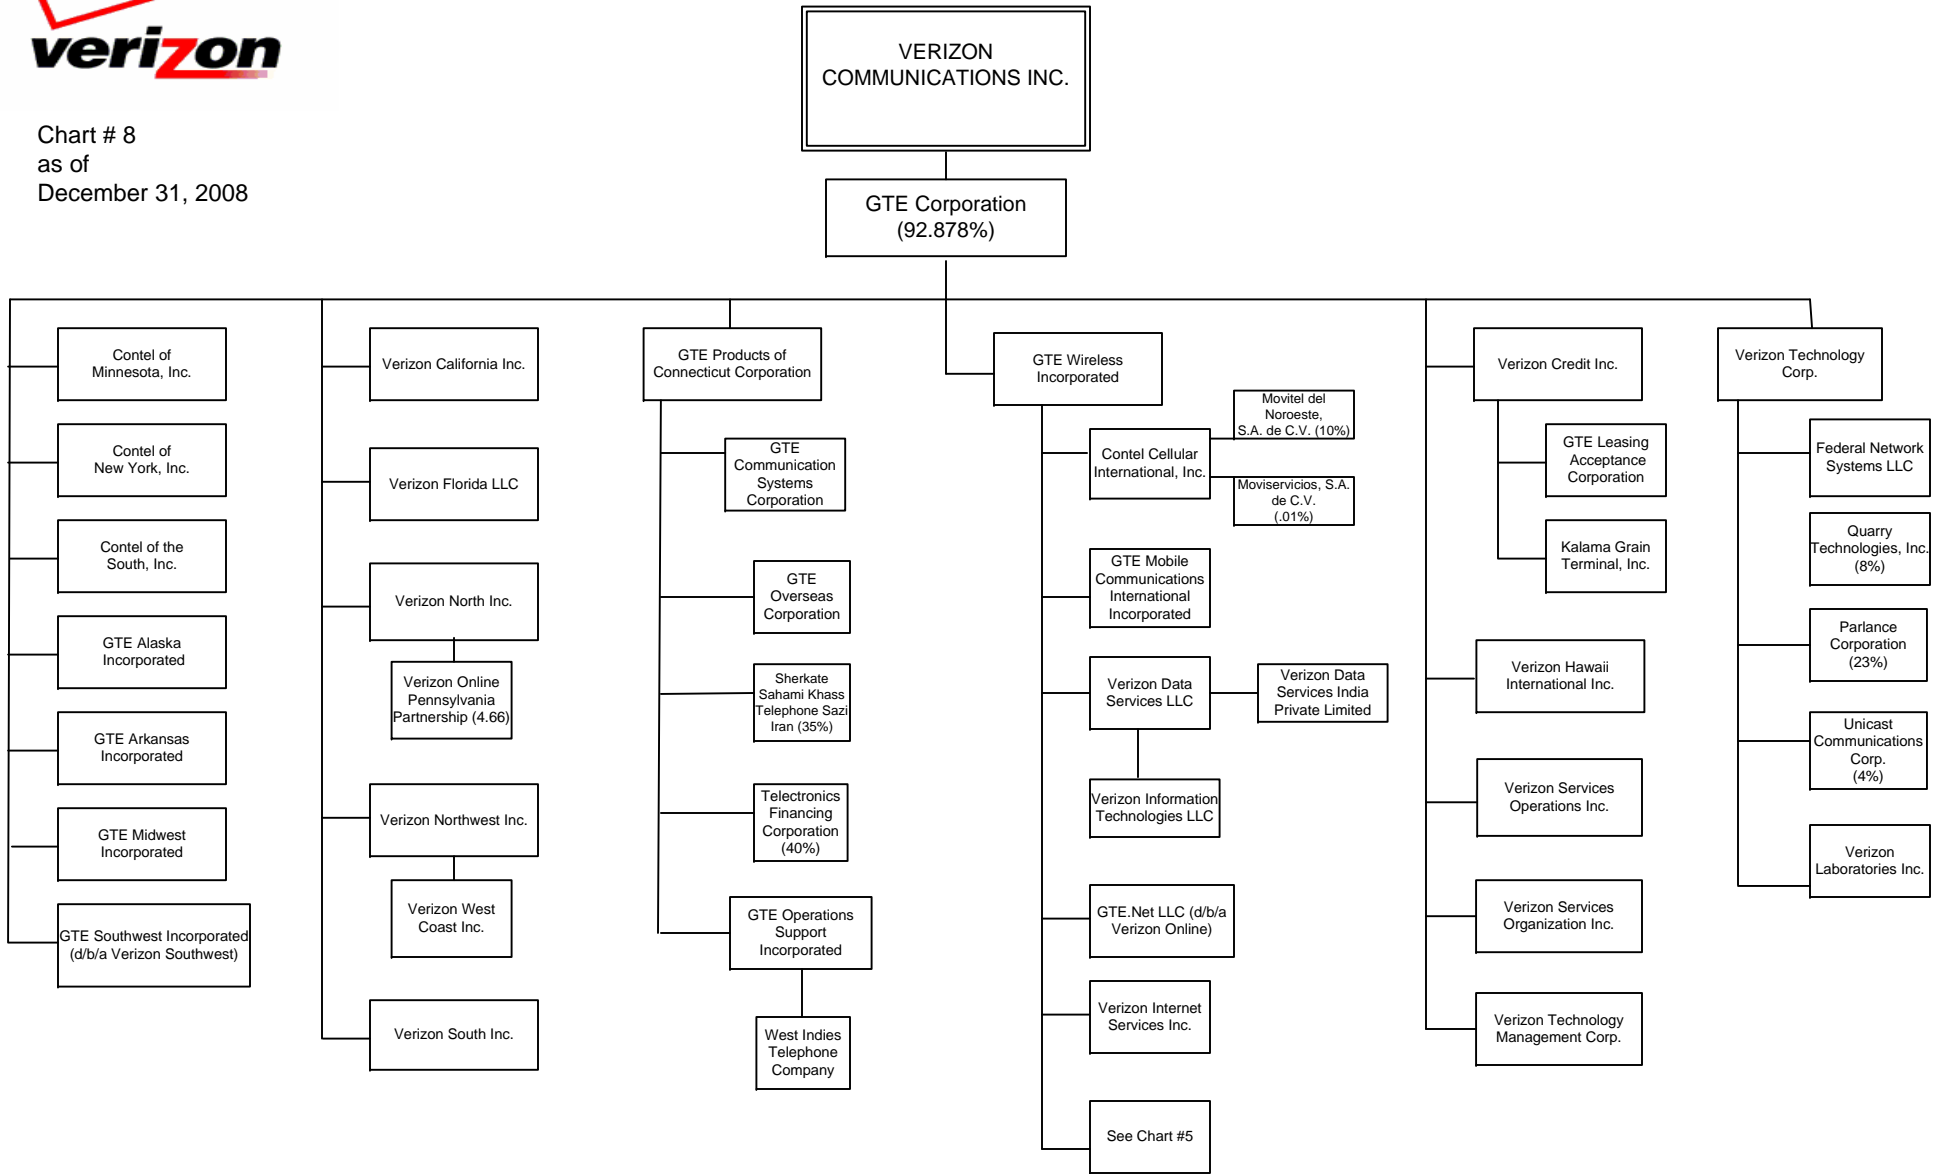 verizon
Chart # 8
as of
December 31, 2008
VERIZON
COMMUNICATIONS INC.
GTE Corporation
(92.878%)
Contel of
Minnesota, Inc.
Contel of
New York, Inc.
Contel of the
South, Inc.
GTE Alaska
Incorporated
GTE Arkansas
Incorporated
GTE Midwest
Incorporated
GTE Southwest Incorporated
(d/b/a Verizon Southwest)
Verizon California Inc.
Verizon Florida LLC
Verizon North Inc.
Verizon Online
Pennsylvania
Partnership (4.66)
Verizon Northwest Inc.
Verizon West
Coast Inc.
Verizon South Inc.
GTE Products of
Connecticut Corporation
GTE
Communication
Systems
Corporation
GTE
Overseas
Corporation
Sherkate
Sahami Khass
Telephone Sazi
Iran (35%)
Telectronics
Financing
Corporation
(40%)
GTE Operations
Support
Incorporated
West Indies
Telephone
Company
GTE Wireless
Incorporated
Contel Cellular
International, Inc.
Movitel del
Noroeste,
S.A. de C.V. (10%)
Moviservicios, S.A.
de C.V.
(.01%)
GTE Mobile
Communications
International
Incorporated
Verizon Data
Services LLC
Verizon Data
Services India
Private Limited
Verizon Information
Technologies LLC
GTE.Net LLC (d/b/a
Verizon Online)
Verizon Internet
Services Inc.
See Chart #5
Verizon Credit Inc.
GTE Leasing
Acceptance
Corporation
Kalama Grain
Terminal, Inc.
Verizon Hawaii
International Inc.
Verizon Services
Operations Inc.
Verizon Services
Organization Inc.
Verizon Technology
Management Corp.
Verizon Technology
Corp.
Federal Network
Systems LLC
Quarry
Technologies, Inc.
(8%)
Parlance
Corporation
(23%)
Unicast
Communications
Corp.
(4%)
Verizon
Laboratories Inc.